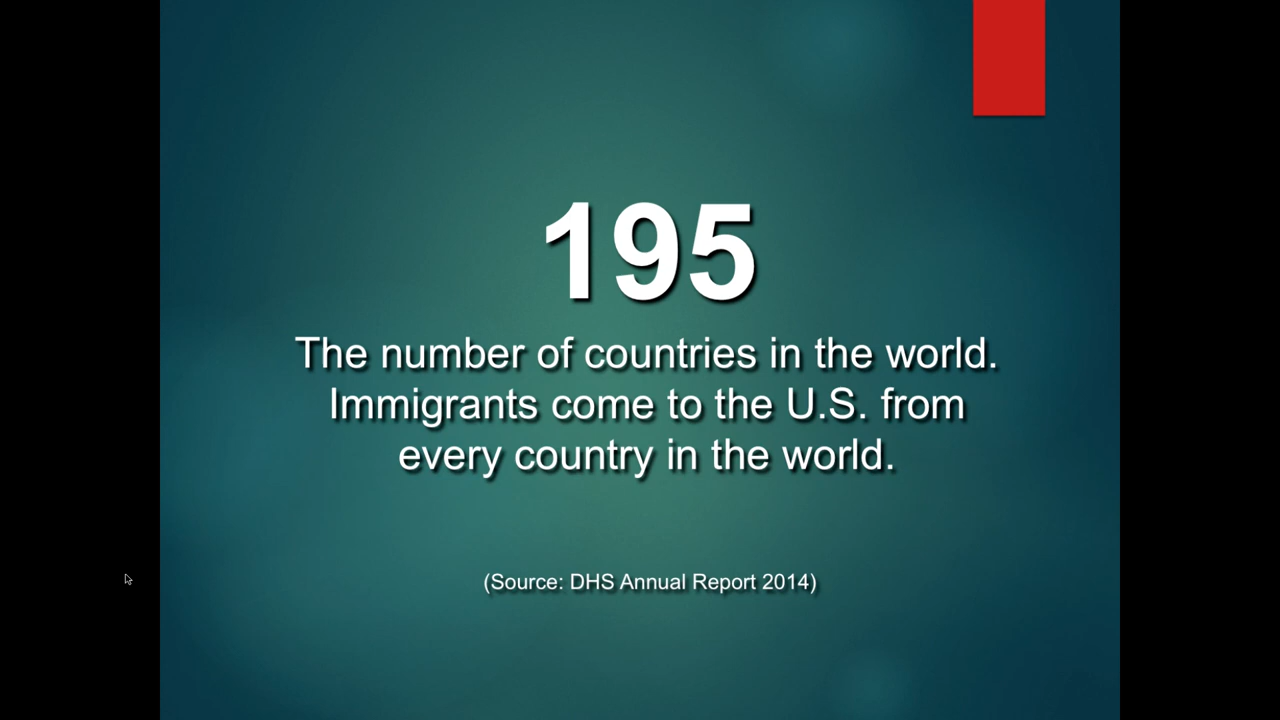 195
The number of countries in the world.
Immigrants come to the U.S. from
every country in the world.
(Source: DHS Annual Report 2014)